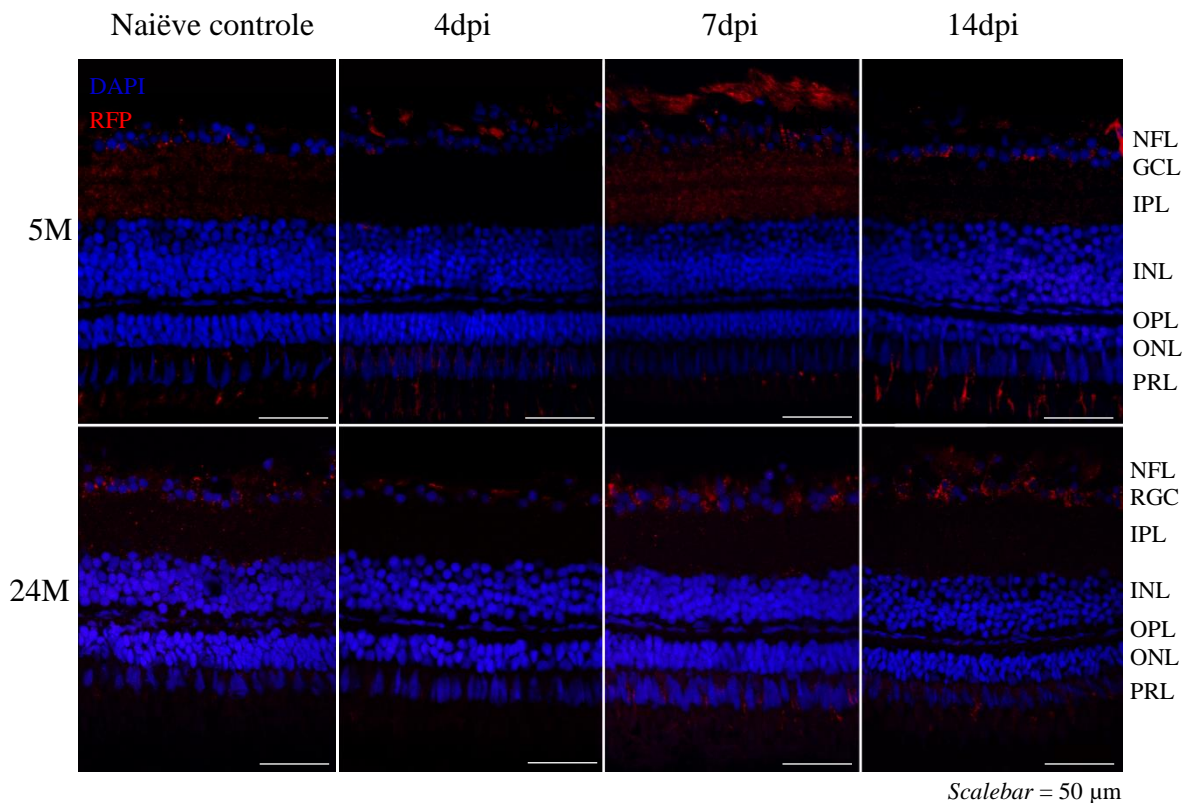 Naiëve controle 4dpi 7dpi 14dpi
DAPI
RFP
5M
NFL
GCL
IPL
INL
OPL
ONL
PRL
24M
NFL
RGC
IPL
INL
OPL
ONL
PRL
Scalebar = 50 µm